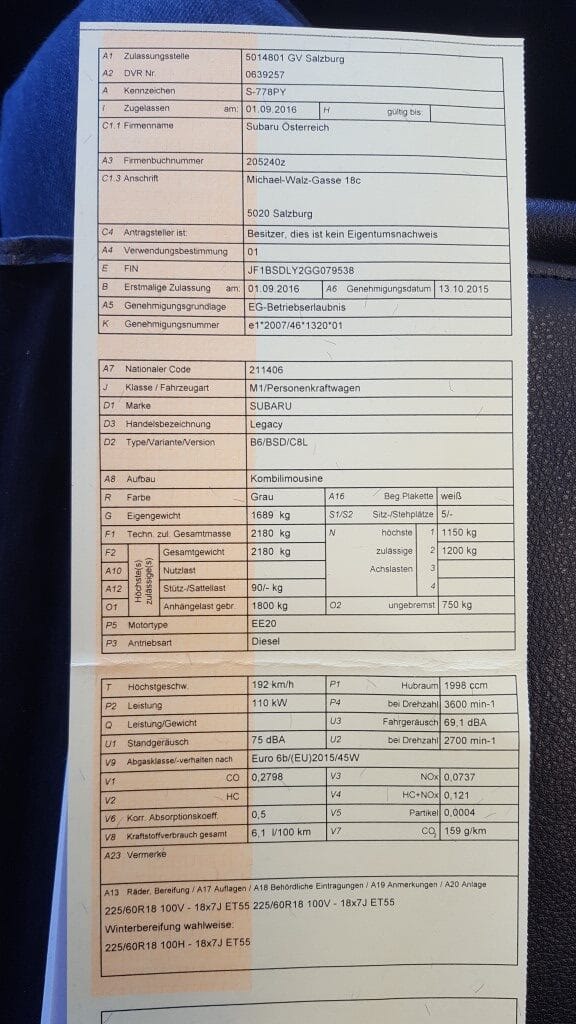 A1 Zulassungsstelle 5014801 GV Salzburg
A2 DVR Nr. 0639257
A Kennzeichen S-778PY
I Zugelassen am: 01.09.2016 H gültig bis:
C1.1 Firmenname Subaru Österreich
A3 Firmenbuchnummer 205240z
C1.3 Anschrift Michael-Walz-Gasse 18c
5020 Salzburg
C4 Antragsteller ist: Besitzer, dies ist kein Eigentumsnachweis
A4 Verwendungsbestimmung 01
E FIN JF1BSDLY2GG079538
B Erstmalige Zulassung am: 01.09.2016 A6 Genehmigungsdatum 13.10.2015
A5 Genehmigungsgrundlage EG-Betriebserlaubnis
K Genehmigungsnummer e1*2007/46*1320*01
A7 Nationaler Code 211406
J Klasse / Fahrzeugart M1/Personenkraftwagen
D1 Marke SUBARU
D3 Handelsbezeichnung Legacy
D2 Type/Variante/Version B6/BSD/C8L
A8 Aufbau Kombilimousine
R Farbe Grau A16 Beg.Plakette weiß
G Eigengewicht 1689 kg S1/S2 Sitz-/Stehplätze 5/-
F1 Techn. zul. Gesamtmasse 2180 kg N höchste 1 1150 kg
F2 Höchste(s) zulässige(s) Gesamtgewicht 2180 kg zulässige 2 1200 kg
A10 Nutzlast Achslasten 3
A12 Stütz-/Sattellast 90/- kg 4
O1 Anhängelast gebr. 1800 kg O2 ungebremst 750 kg
P5 Motortype EE20
P3 Antriebsart Diesel
T Höchstgeschw. 192 km/h P1 Hubraum 1998 ccm
P2 Leistung 110 kW P4 bei Drehzahl 3600 min-1
Q Leistung/Gewicht U3 Fahrgeräusch 69,1 dBA
U1 Standgeräusch 75 dBA U2 bei Drehzahl 2700 min-1
V9 Abgasklasse/-verhalten nach Euro 6b/(EU)2015/45W
V1 CO 0,2798 V3 NOx 0,0737
V2 HC V4 HC+NOx 0,121
V6 Korr. Absorptionskoeff. 0,5 V5 Partikel 0,0004
V8 Kraftstoffverbrauch gesamt 6,1 l/100 km V7 CO₂ 159 g/km
A23 Vermerke
A13 Räder, Bereifung / A17 Auflagen / A18 Behördliche Eintragungen / A19 Anmerkungen / A20 Anlage
225/60R18 100V - 18x7J ET55 225/60R18 100V - 18x7J ET55
Winterbereifung wahlweise:
225/60R18 100H - 18x7J ET55